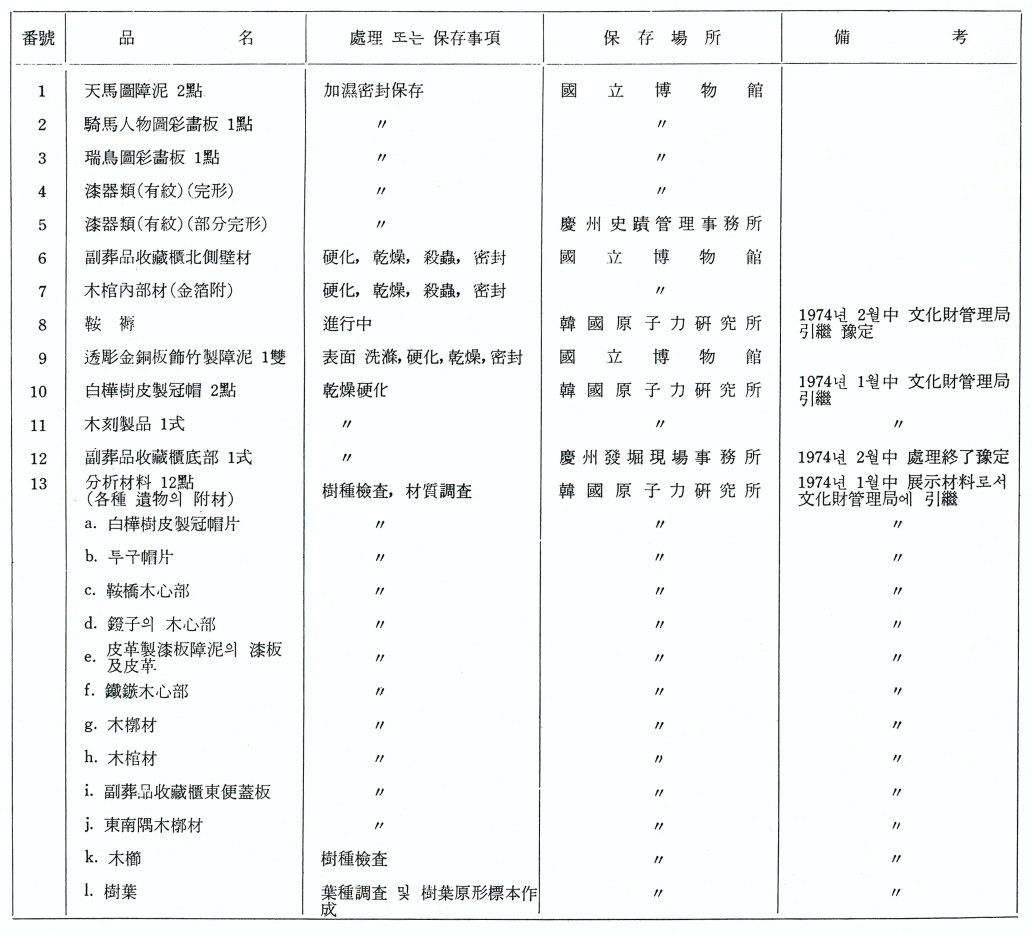 番號 品 名 處理 또는 保存事項 保 存 場 所 備 考
1 天馬圖障泥 2點 加濕密封保存 國 立 博 物 館
2 騎馬人物圖彩畵板 1點 〃 〃
3 瑞鳥圖彩畵板 1點 〃 〃
4 漆器類(有紋)(完形) 〃 〃
5 漆器類(有紋)(部分完形) 〃 慶州史蹟管理事務所
6 副葬品收藏櫃北側壁材 硬化, 乾燥, 殺蟲, 密封 國 立 博 物 館
7 木棺內部材(金箔附) 硬化, 乾燥, 殺蟲, 密封 〃
8 鞍 褥 進行中 韓國原子力硏究所 1974년 2월中 文化財管理局
引繼 豫定
9 透彫金銅板飾竹製障泥 1雙 表面 洗滌,硬化,乾燥,密封 國 立 博 物 館
10 白樺樹皮製冠帽 2點 乾燥硬化 韓國原子力硏究所 1974년 1월中 文化財管理局
引繼
11 木刻製品 1式 〃 〃 〃
12 副葬品收藏櫃底部 1式 〃 慶州發堀現場事務所 1974년 2월中 處理終了豫定
13 分析材料 12點
(各種 遺物의 附材) 樹種檢査, 材質調査 韓國原子力硏究所 1974년 1월中 展示材料로서
文化財管理局에 引繼
a. 白樺樹皮製冠帽片 〃 〃 〃
b. 투구帽片 〃 〃 〃
c. 鞍橋木心部 〃 〃 〃
d. 鐙子의 木心部 〃 〃 〃
e. 皮革製漆板障泥의 漆板
及皮革 〃 〃 〃
f. 鐵鏃木心部 〃 〃 〃
g. 木槨材 〃 〃 〃
h. 木棺材 〃 〃 〃
i. 副葬品收藏櫃東便蓋板 〃 〃 〃
j. 東南隅木槨材 〃 〃 〃
k. 木櫛 樹種檢査 〃 〃
l. 樹葉 葉種調査 및 樹葉原形標本作
成 〃 〃